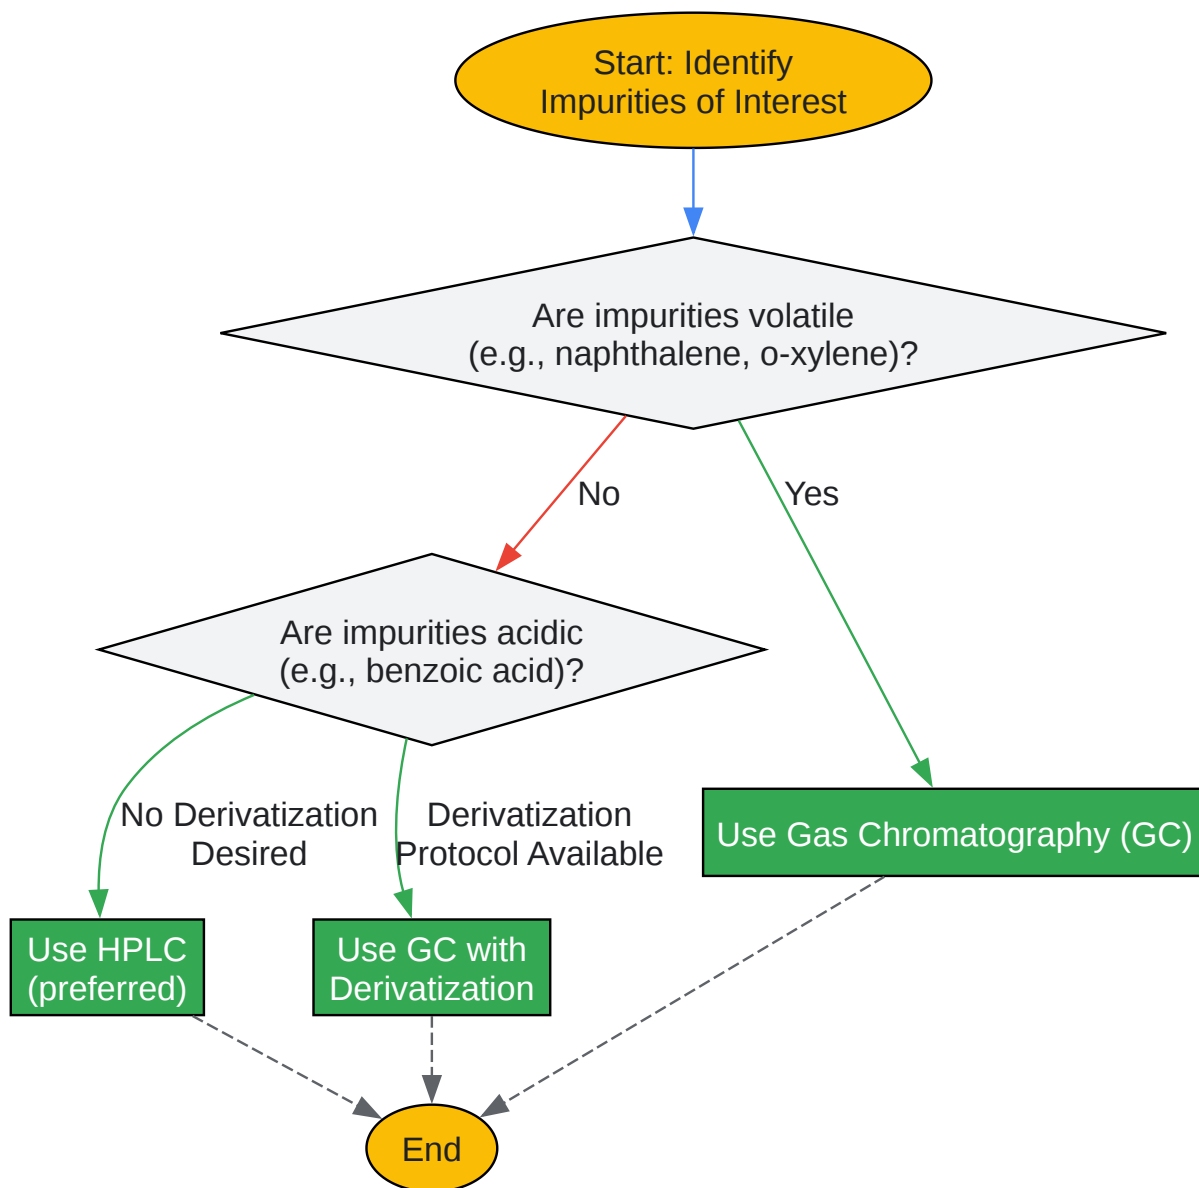 Start: Identify
Impurities of Interest
Are impurities volatile
(e.g., naphthalene, o-xylene)?
No
Yes
Are impurities acidic
(e.g., benzoic acid)?
No Derivatization
Desired
Derivatization
Protocol Available
Use Gas Chromatography (GC)
Use HPLC
(preferred)
Use GC with
Derivatization
End